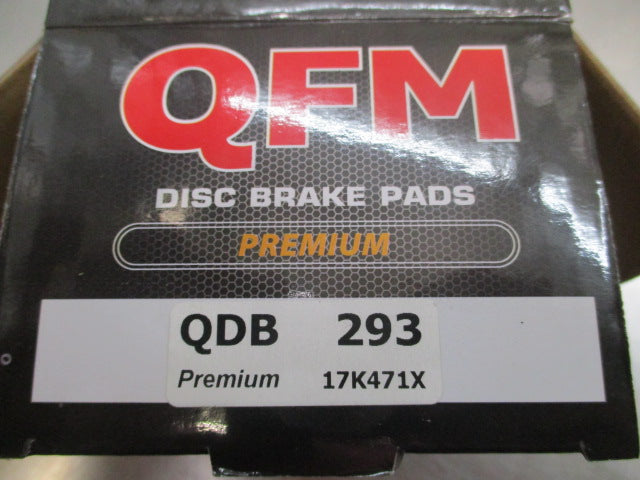 QFM
DISC BRAKE PADS
PREMIUM
QDB 293
Premium 17K471X